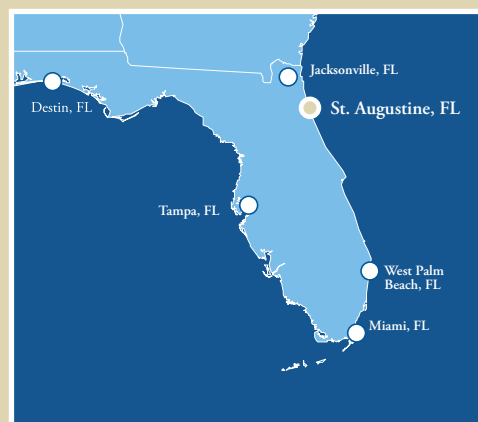 Jacksonville, FL
Destin, FL
St. Augustine, FL
Tampa, FL
West Palm
Beach, FL
Miami, FL